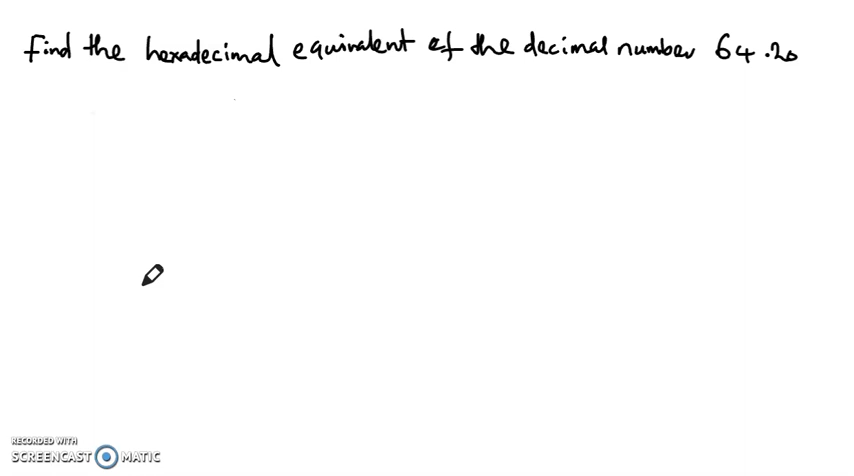 Find the hexadecimal equivalent of the decimal number 64.20
RECORDED WITH
SCREENCAST MATIC